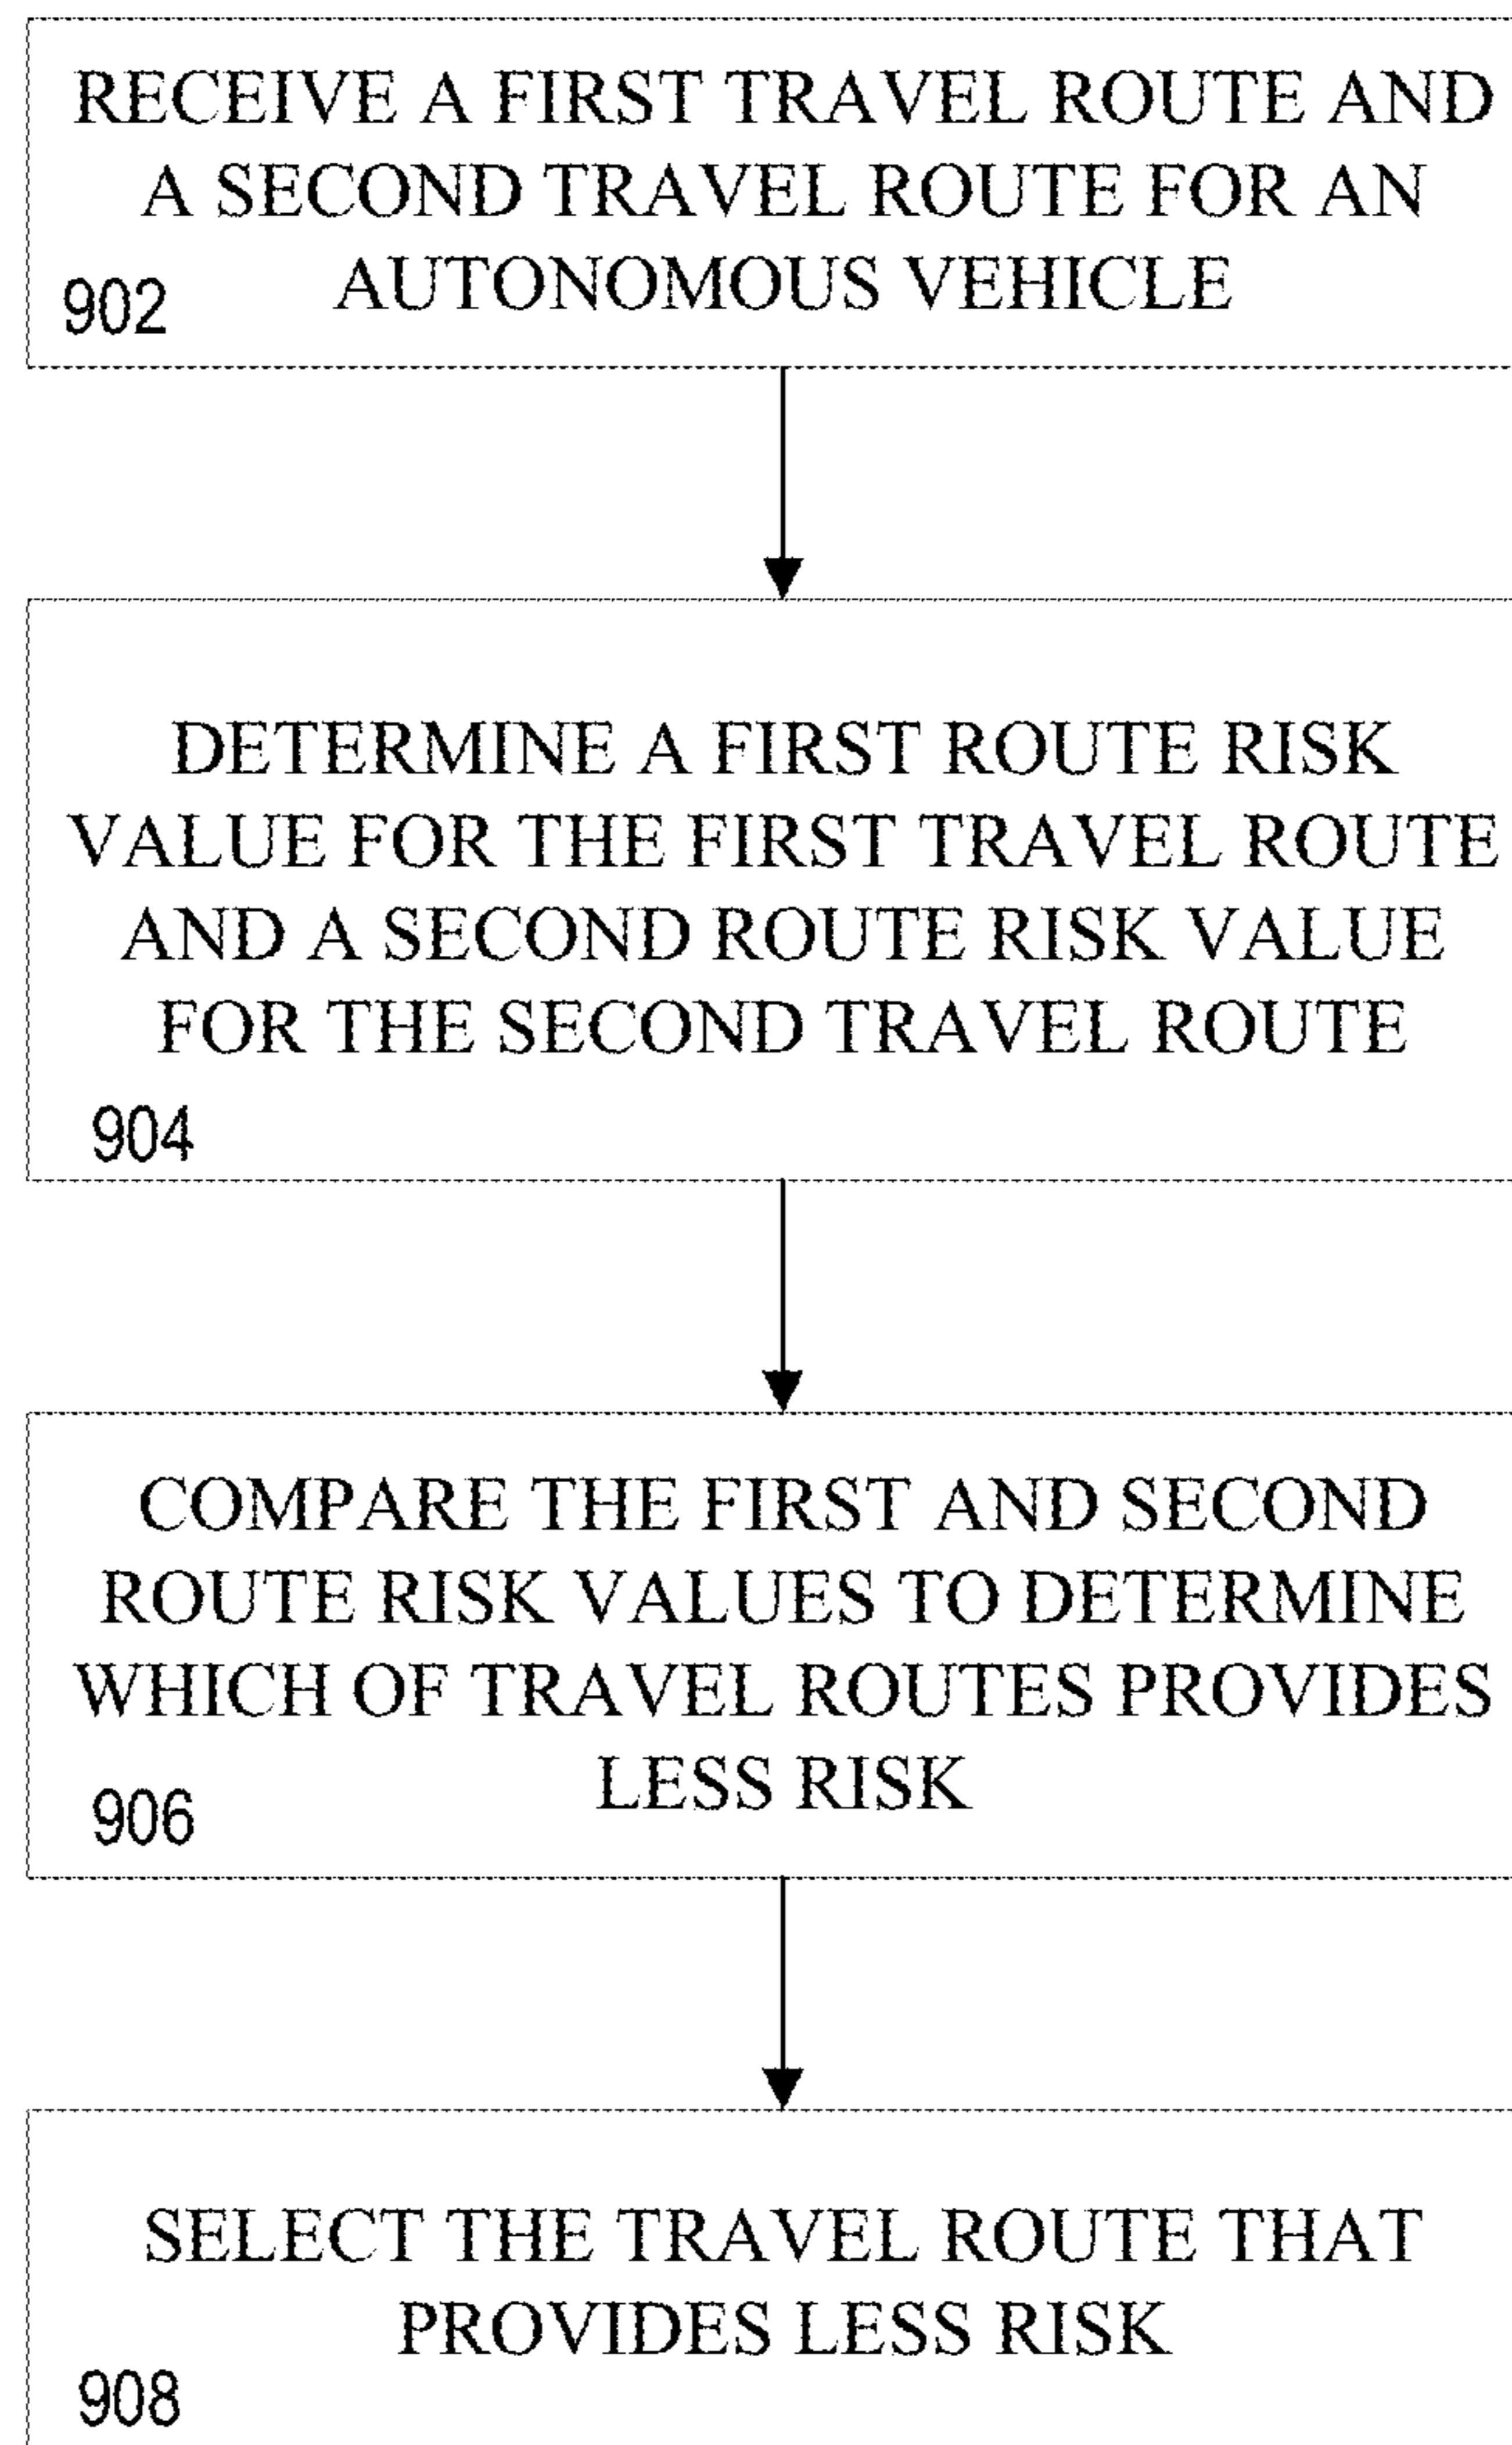 RECEIVE A FIRST TRAVEL ROUTE AND
A SECOND TRAVEL ROUTE FOR AN
AUTONOMOUS VEHICLE
902
DETERMINE A FIRST ROUTE RISK
VALUE FOR THE FIRST TRAVEL ROUTE
AND A SECOND ROUTE RISK VALUE
FOR THE SECOND TRAVEL ROUTE
904
COMPARE THE FIRST AND SECOND
ROUTE RISK VALUES TO DETERMINE
WHICH OF TRAVEL ROUTES PROVIDES
LESS RISK
906
SELECT THE TRAVEL ROUTE THAT
PROVIDES LESS RISK
908